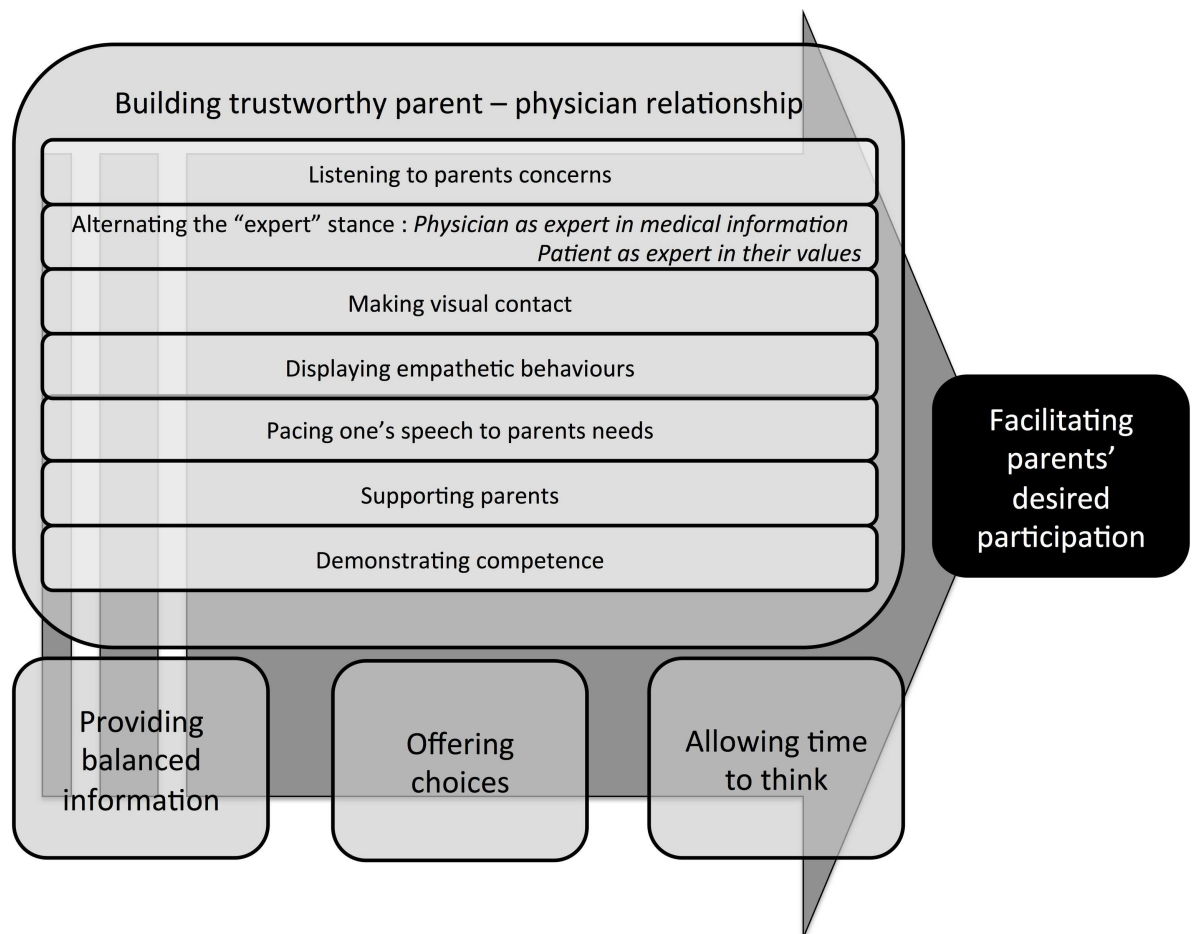 Building trustworthy parent – physician relationship
Listening to parents concerns
Alternating the “expert” stance : Physician as expert in medical information
Patient as expert in their values
Making visual contact
Displaying empathetic behaviours
Pacing one’s speech to parents needs
Supporting parents
Demonstrating competence
Facilitating
parents’
desired
participation
Providing
balanced
information
Offering
choices
Allowing time
to think